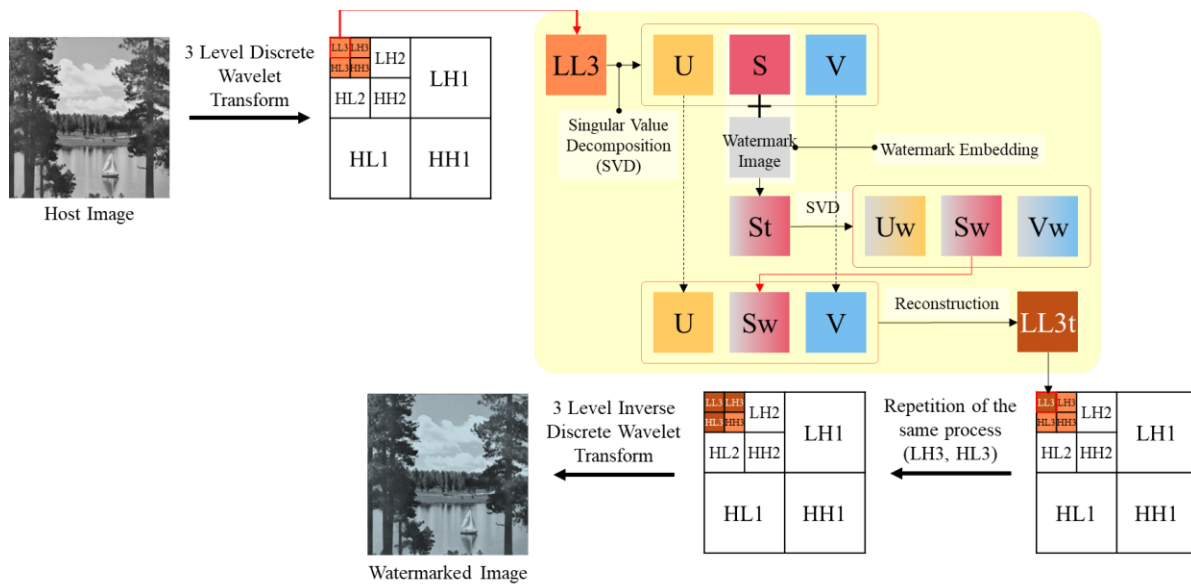 Host Image
3 Level Discrete
Wavelet
Transform
LL3 LH3
HL3 HH3
LH2
HL2 HH2
LH1
HL1 HH1
LL3
Singular Value
Decomposition
(SVD)
U S V
+
Watermark
Image
Watermark Embedding
St
SVD
Uw Sw Vw
U Sw V
Reconstruction
LL3t
LL3 LH3
HL3 HH3
LH2
HL2 HH2
LH1
HL1 HH1
Repetition of the
same process
(LH3, HL3)
LL3 LH3
HL3 HH3
LH2
HL2 HH2
LH1
HL1 HH1
3 Level Inverse
Discrete Wavelet
Transform
Watermarked Image